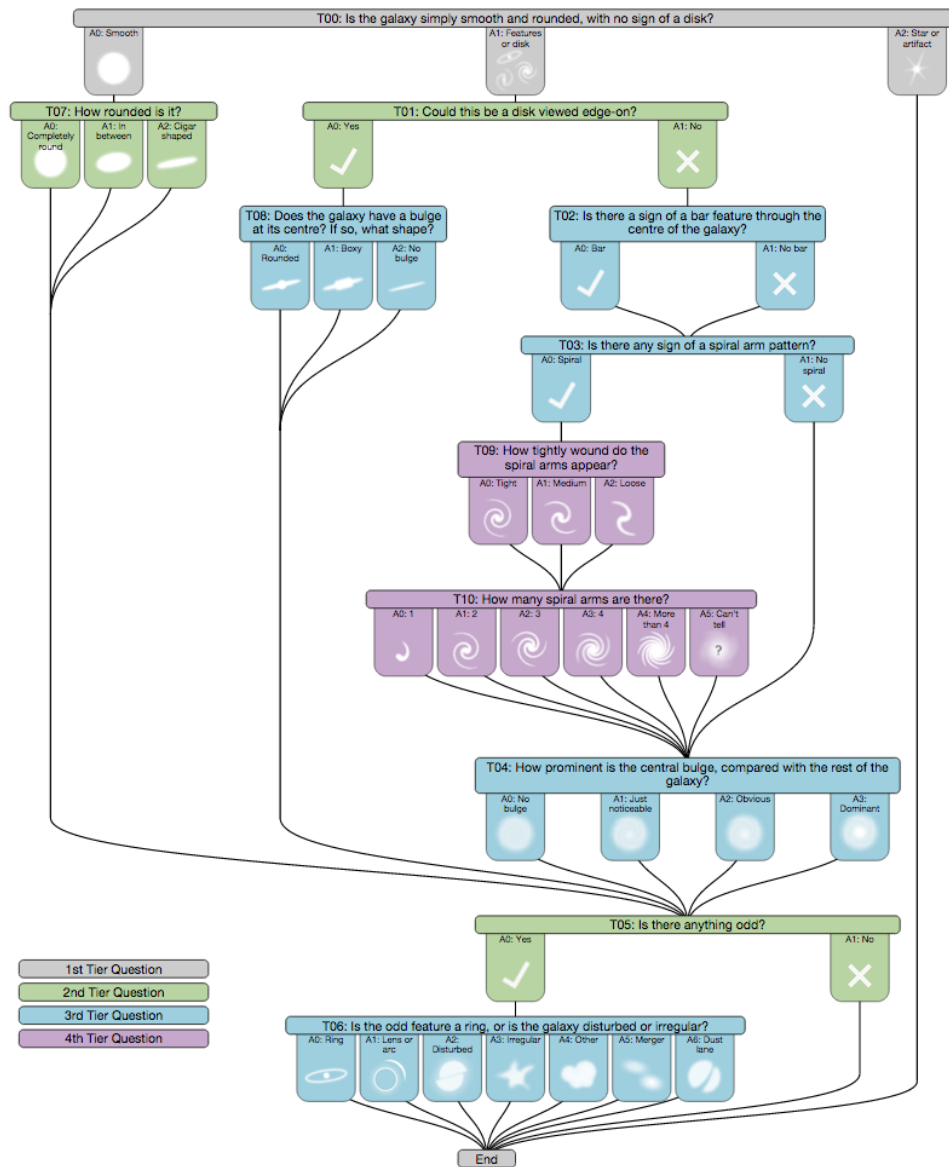 T00: Is the galaxy simply smooth and rounded, with no sign of a disk?
A0: Smooth
A1: Features
or disk
A2: Star or
artifact
T07: How rounded is it?
A0:
Completely
round
A1: In
between
A2: Cigar
shaped
T01: Could this be a disk viewed edge-on?
A0: Yes
A1: No
T08: Does the galaxy have a bulge
at its centre? If so, what shape?
A0:
Rounded
A1: Boxy
A2: No
bulge
T02: Is there a sign of a bar feature through the
centre of the galaxy?
A0: Bar
A1: No bar
T03: Is there any sign of a spiral arm pattern?
A0: Spiral
A1: No
spiral
T09: How tightly wound do the
spiral arms appear?
A0: Tight
A1: Medium
A2: Loose
T10: How many spiral arms are there?
A0: 1
A1: 2
A2: 3
A3: 4
A4: More
than 4
A5: Can't
tell
?
T04: How prominent is the central bulge, compared with the rest of the
galaxy?
A0: No
bulge
A1: Just
noticeable
A2: Obvious
A3:
Dominant
T05: Is there anything odd?
A0: Yes
A1: No
T06: Is the odd feature a ring, or is the galaxy disturbed or irregular?
A0: Ring
A1: Lens or
arc
A2:
Disturbed
A3: Irregular
A4: Other
A5: Merger
A6: Dust
lane
End
1st Tier Question
2nd Tier Question
3rd Tier Question
4th Tier Question